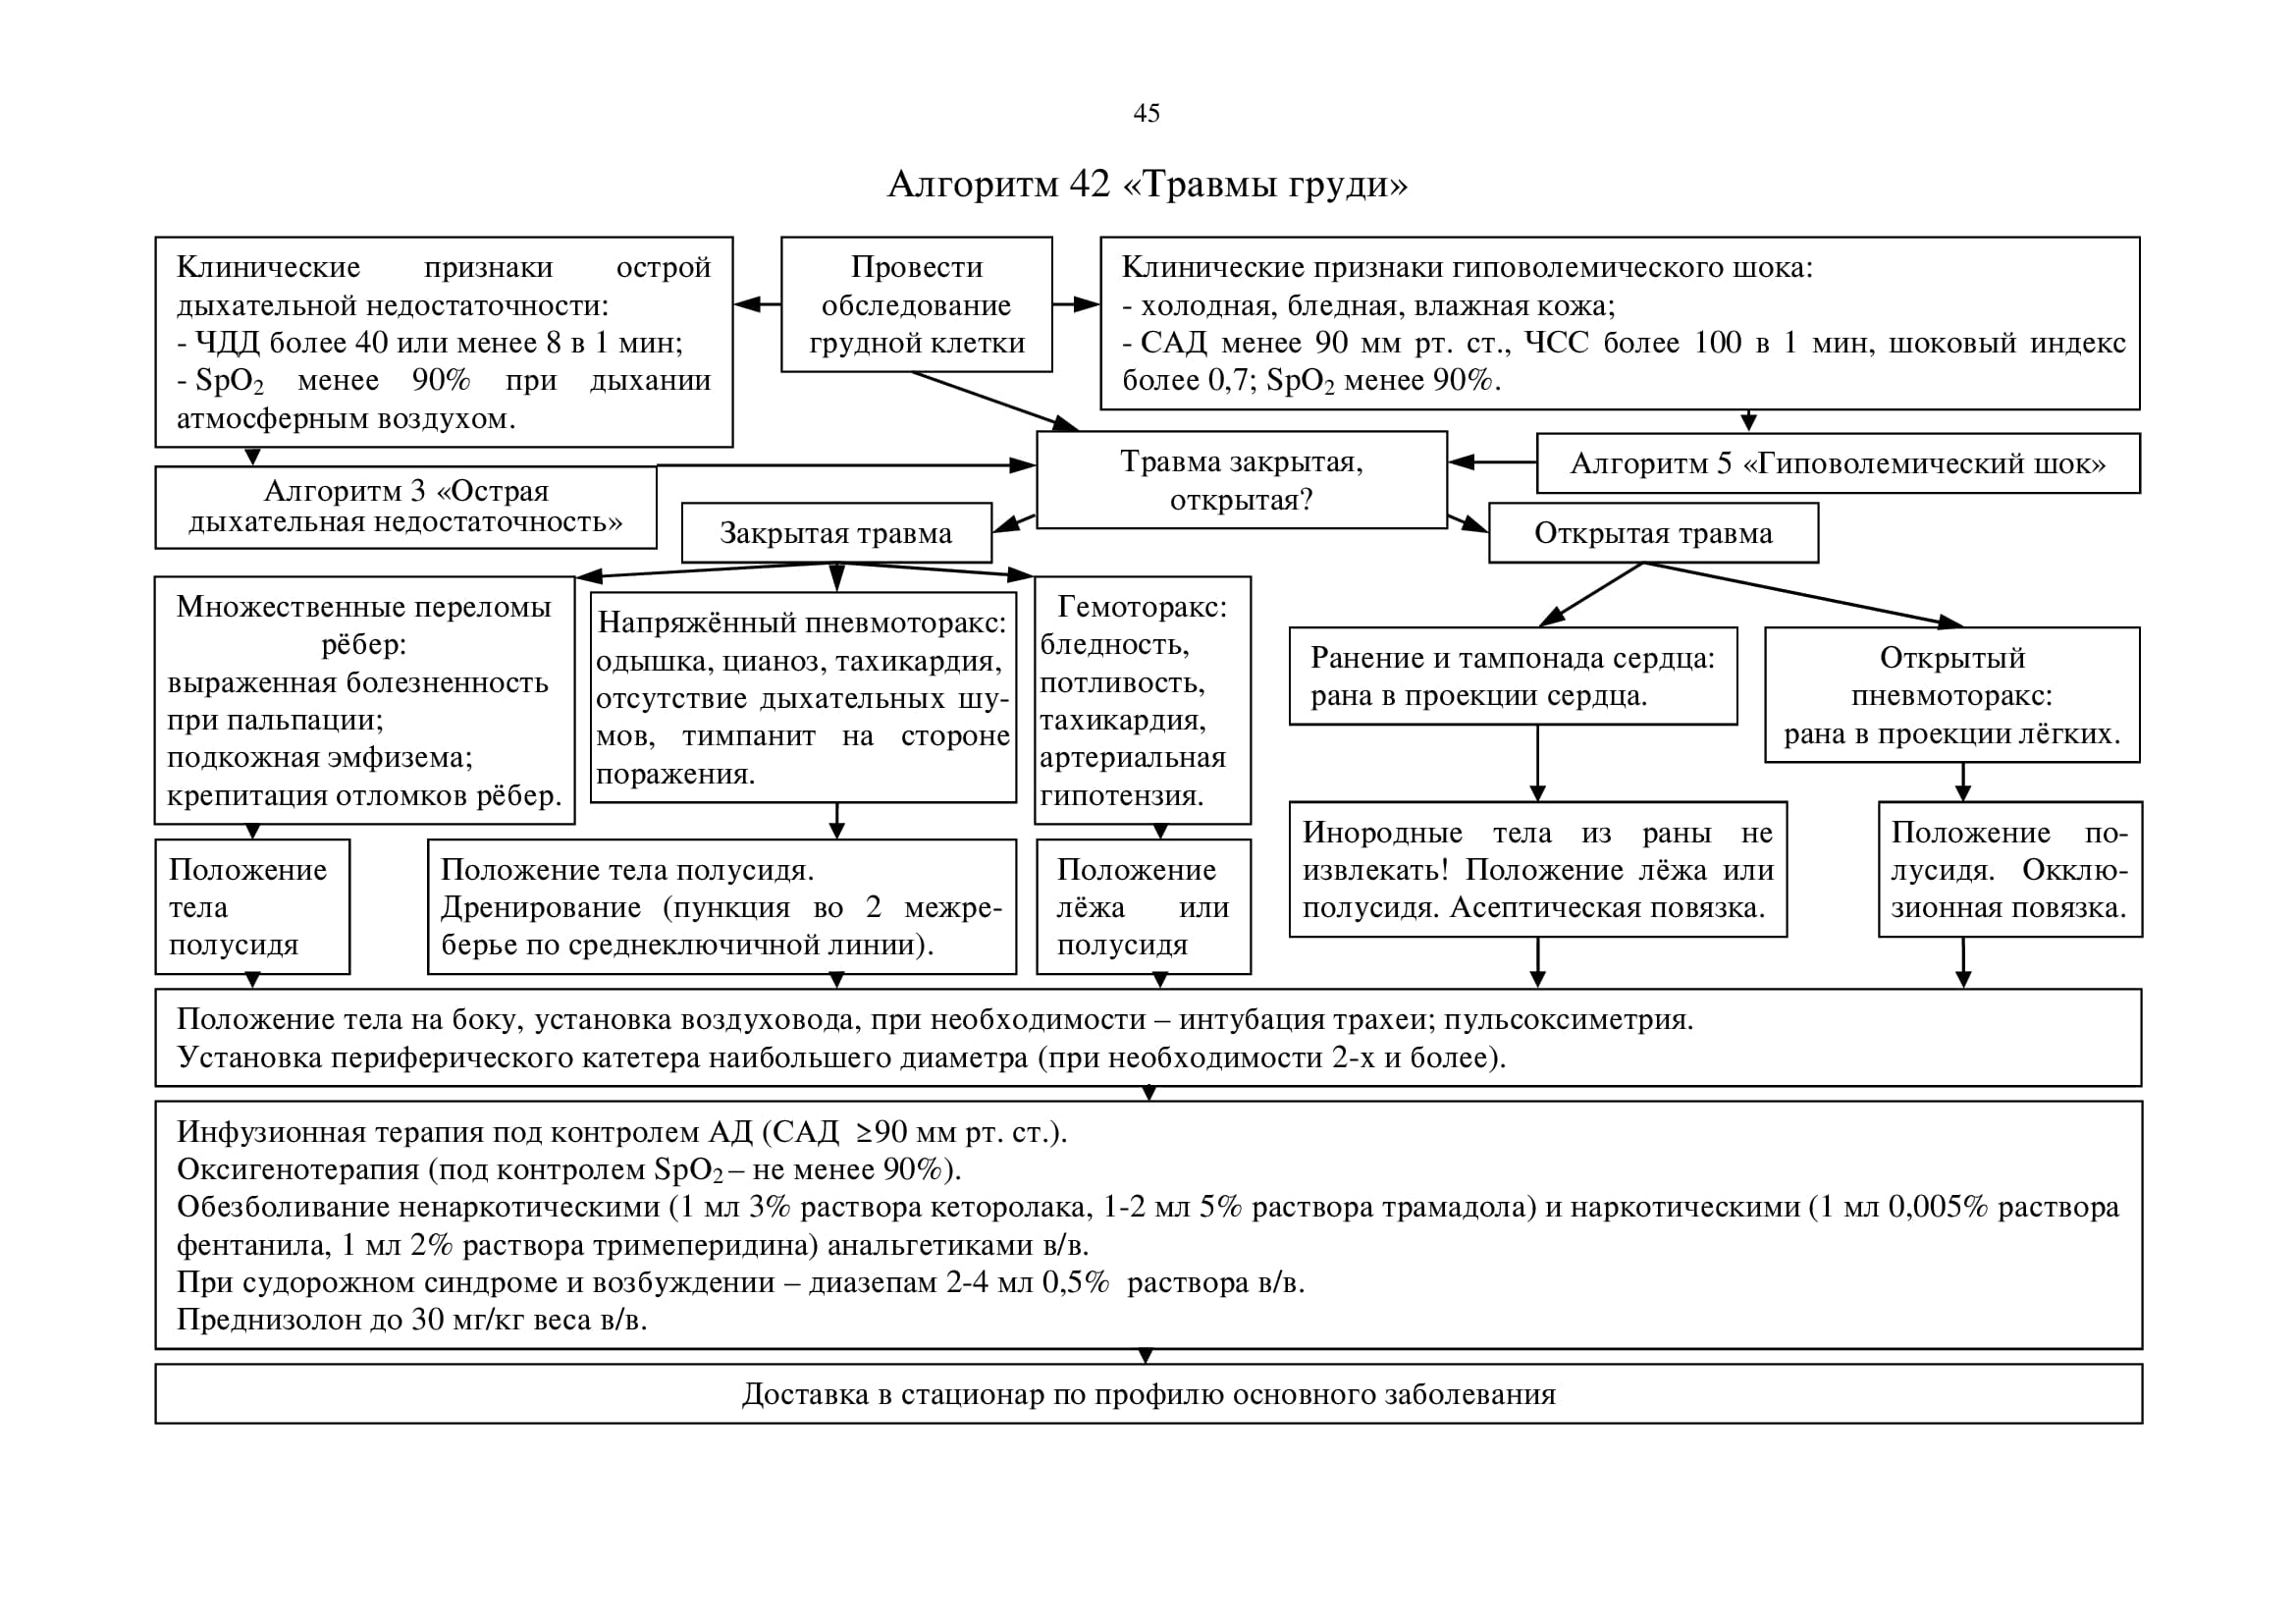 45
Алгоритм 42 «Травмы груди»
Клинические признаки острой
дыхательной недостаточности:
- ЧДД более 40 или менее 8 в 1 мин;
- SpO₂ менее 90% при дыхании
атмосферным воздухом.
Провести
обследование
грудной клетки
Клинические признаки гиповолемического шока:
- холодная, бледная, влажная кожа;
- САД менее 90 мм рт. ст., ЧСС более 100 в 1 мин, шоковый индекс
более 0,7; SpO₂ менее 90%.
Алгоритм 3 «Острая
дыхательная недостаточность»
Травма закрытая,
открытая?
Алгоритм 5 «Гиповолемический шок»
Закрытая травма
Открытая травма
Множественные переломы
рёбер:
выраженная болезненность
при пальпации;
подкожная эмфизема;
крепитация отломков рёбер.
Напряжённый пневмоторакс:
одышка, цианоз, тахикардия,
отсутствие дыхательных шу-
мов, тимпанит на стороне
поражения.
Гемоторакс:
бледность,
потливость,
тахикардия,
артериальная
гипотензия.
Ранение и тампонада сердца:
рана в проекции сердца.
Открытый
пневмоторакс:
рана в проекции лёгких.
Положение
тела
полусидя
Положение тела полусидя.
Дренирование (пункция во 2 межре-
берье по среднеключичной линии).
Положение
лёжа или
полусидя
Инородные тела из раны не
извлекать! Положение лёжа или
полусидя. Асептическая повязка.
Положение по-
лусидя. Окклю-
зионная повязка.
Положение тела на боку, установка воздуховода, при необходимости – интубация трахеи; пульсоксиметрия.
Установка периферического катетера наибольшего диаметра (при необходимости 2-х и более).
Инфузионная терапия под контролем АД (САД ≥90 мм рт. ст.).
Оксигенотерапия (под контролем SpO₂ – не менее 90%).
Обезболивание ненаркотическими (1 мл 3% раствора кеторолака, 1-2 мл 5% раствора трамадола) и наркотическими (1 мл 0,005% раствора
фентанила, 1 мл 2% раствора тримеперидина) анальгетиками в/в.
При судорожном синдроме и возбуждении – диазепам 2-4 мл 0,5% раствора в/в.
Преднизолон до 30 мг/кг веса в/в.
Доставка в стационар по профилю основного заболевания